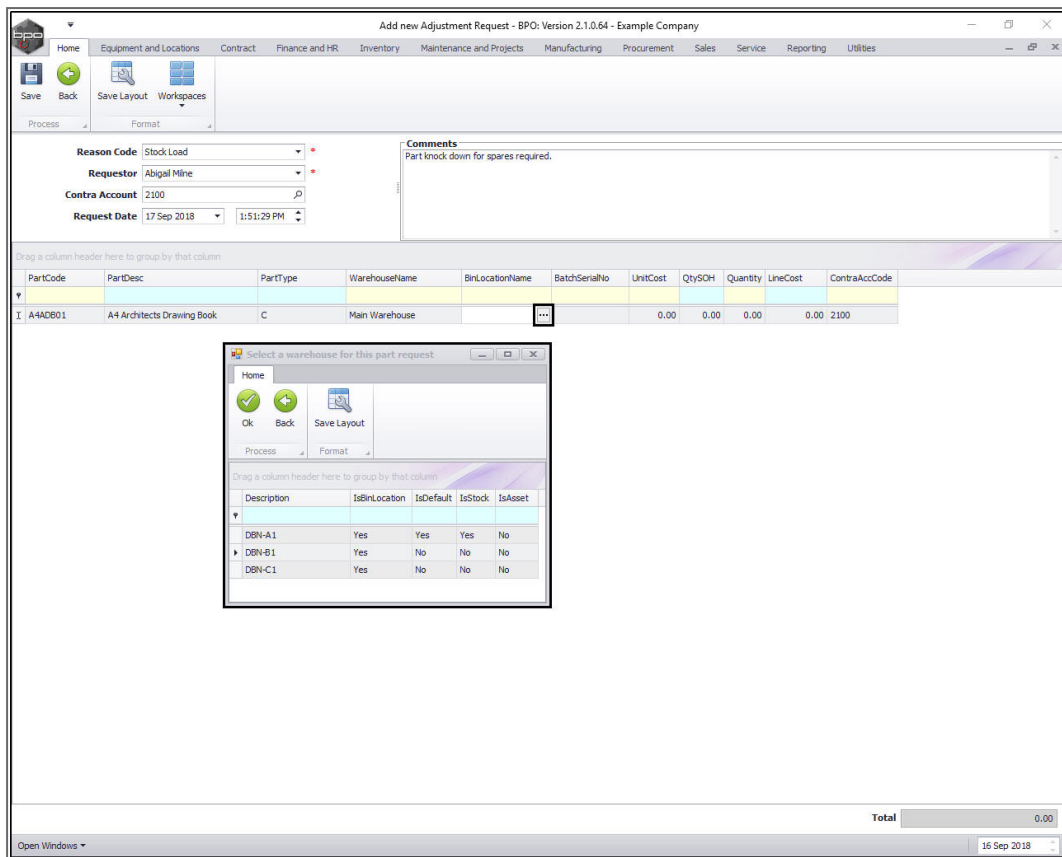 Add new Adjustment Request - BPO: Version 2.1.0.64 - Example Company
bpo
Home Equipment and Locations Contract Finance and HR Inventory Maintenance and Projects Manufacturing Procurement Sales Service Reporting Utilities
Save Back Save Layout Workspaces
Process Format
Reason Code Stock Load *
Requestor Abigail Milne *
Contra Account 2100
Request Date 17 Sep 2018 1:51:29 PM
Comments
Part knock down for spares required.
Drag a column header here to group by that column
PartCode PartDesc PartType WarehouseName BinLocationName BatchSerialNo UnitCost QtySOH Quantity LineCost ContraAccCode
I A4ADB01 A4 Architects Drawing Book C Main Warehouse ... 0.00 0.00 0.00 0.00 2100
Select a warehouse for this part request
Home
Ok Back Save Layout
Process Format
Drag a column header here to group by that column
Description IsBinLocation IsDefault IsStock IsAsset
DBN-A1 Yes Yes Yes No
DBN-B1 Yes No No No
DBN-C1 Yes No No No
Total 0.00
Open Windows 16 Sep 2018